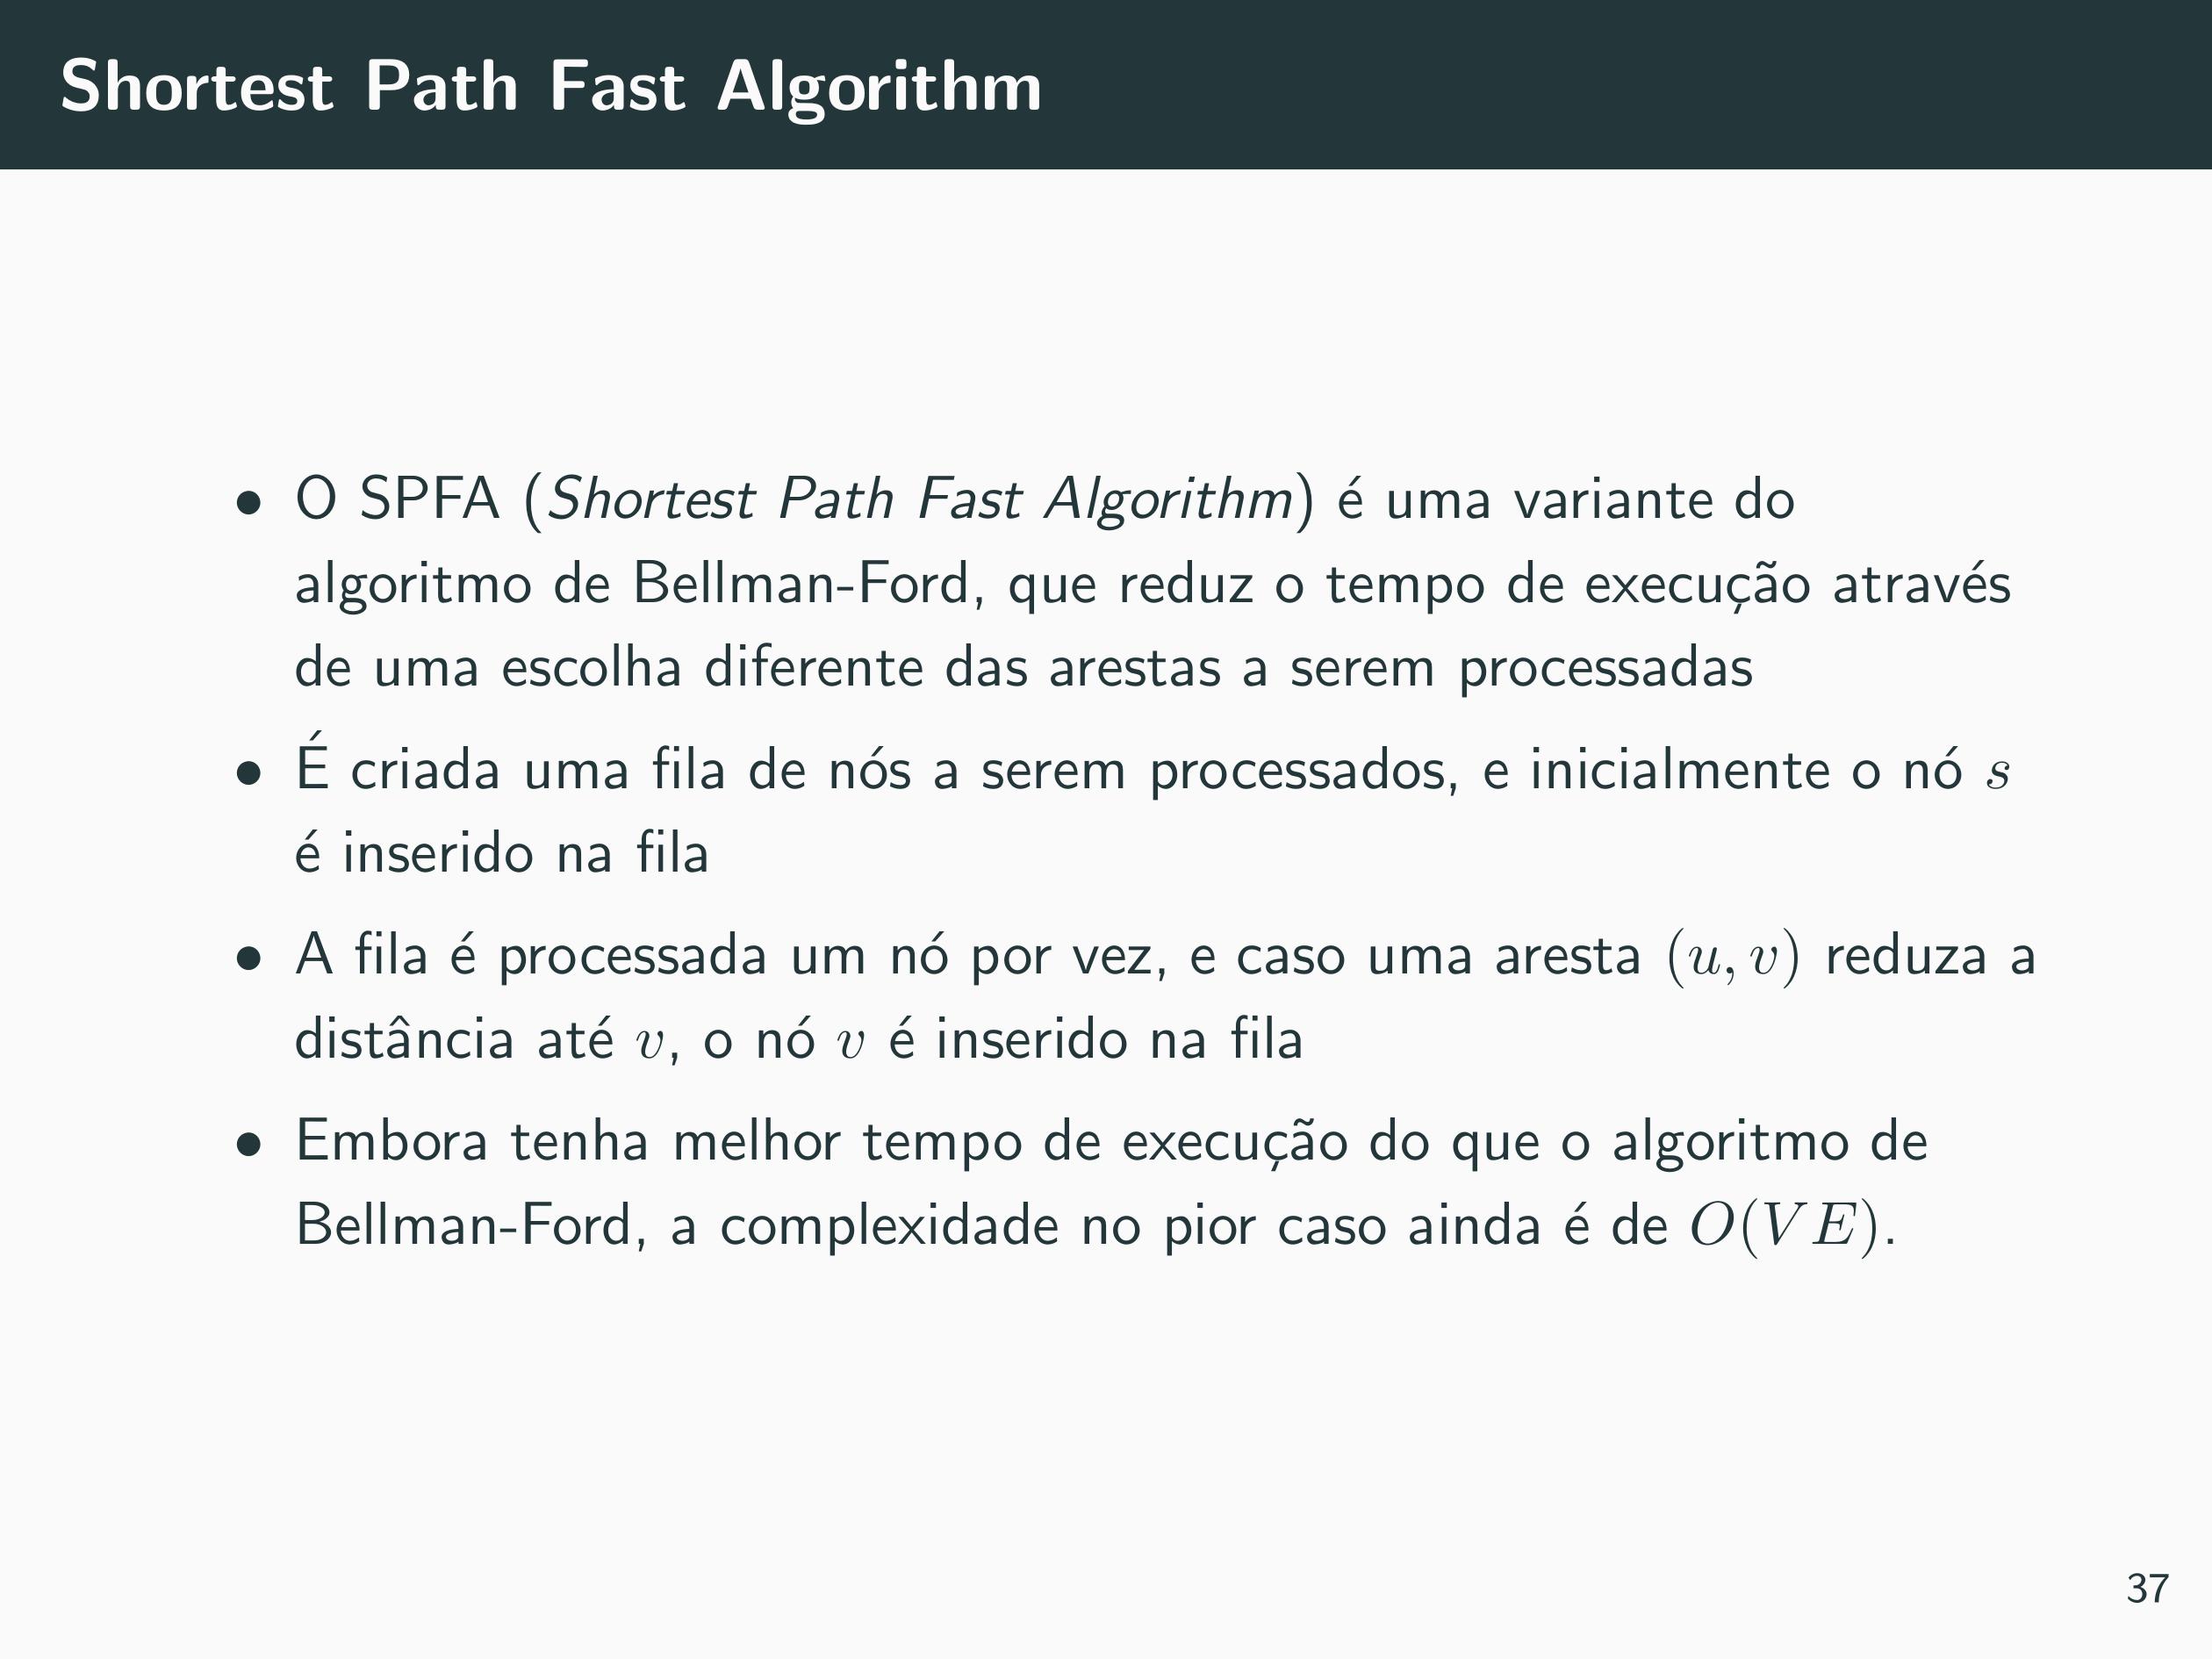 Shortest Path Fast Algorithm
• O SPFA (Shortest Path Fast Algorithm) é uma variante do
algoritmo de Bellman-Ford, que reduz o tempo de execução através
de uma escolha diferente das arestas a serem processadas
• É criada uma fila de nós a serem processados, e inicialmente o nó s
é inserido na fila
• A fila é processada um nó por vez, e caso uma aresta (u, v) reduza a
distância até v, o nó v é inserido na fila
• Embora tenha melhor tempo de execução do que o algoritmo de
Bellman-Ford, a complexidade no pior caso ainda é de O(VE).
37